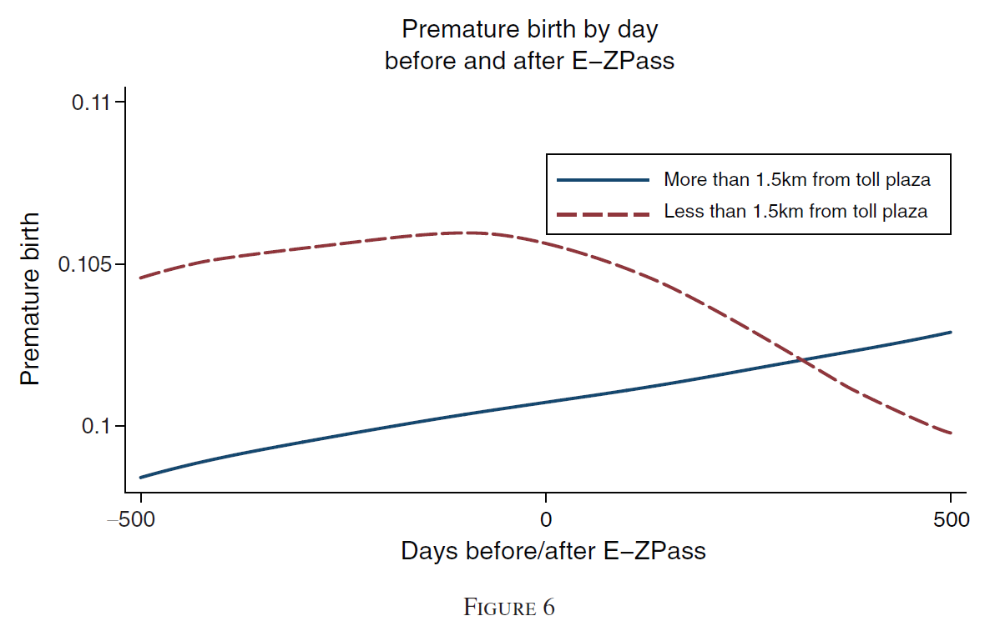 Premature birth by day
before and after E–ZPass
0.11
0.105
0.1
Premature birth
More than 1.5km from toll plaza
Less than 1.5km from toll plaza
–500
0
500
Days before/after E–ZPass
FIGURE 6